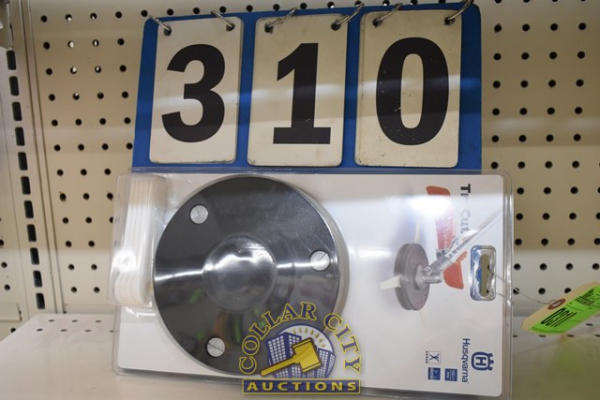 310
Husqvarna
COLLAR CITY
AUCTIONS